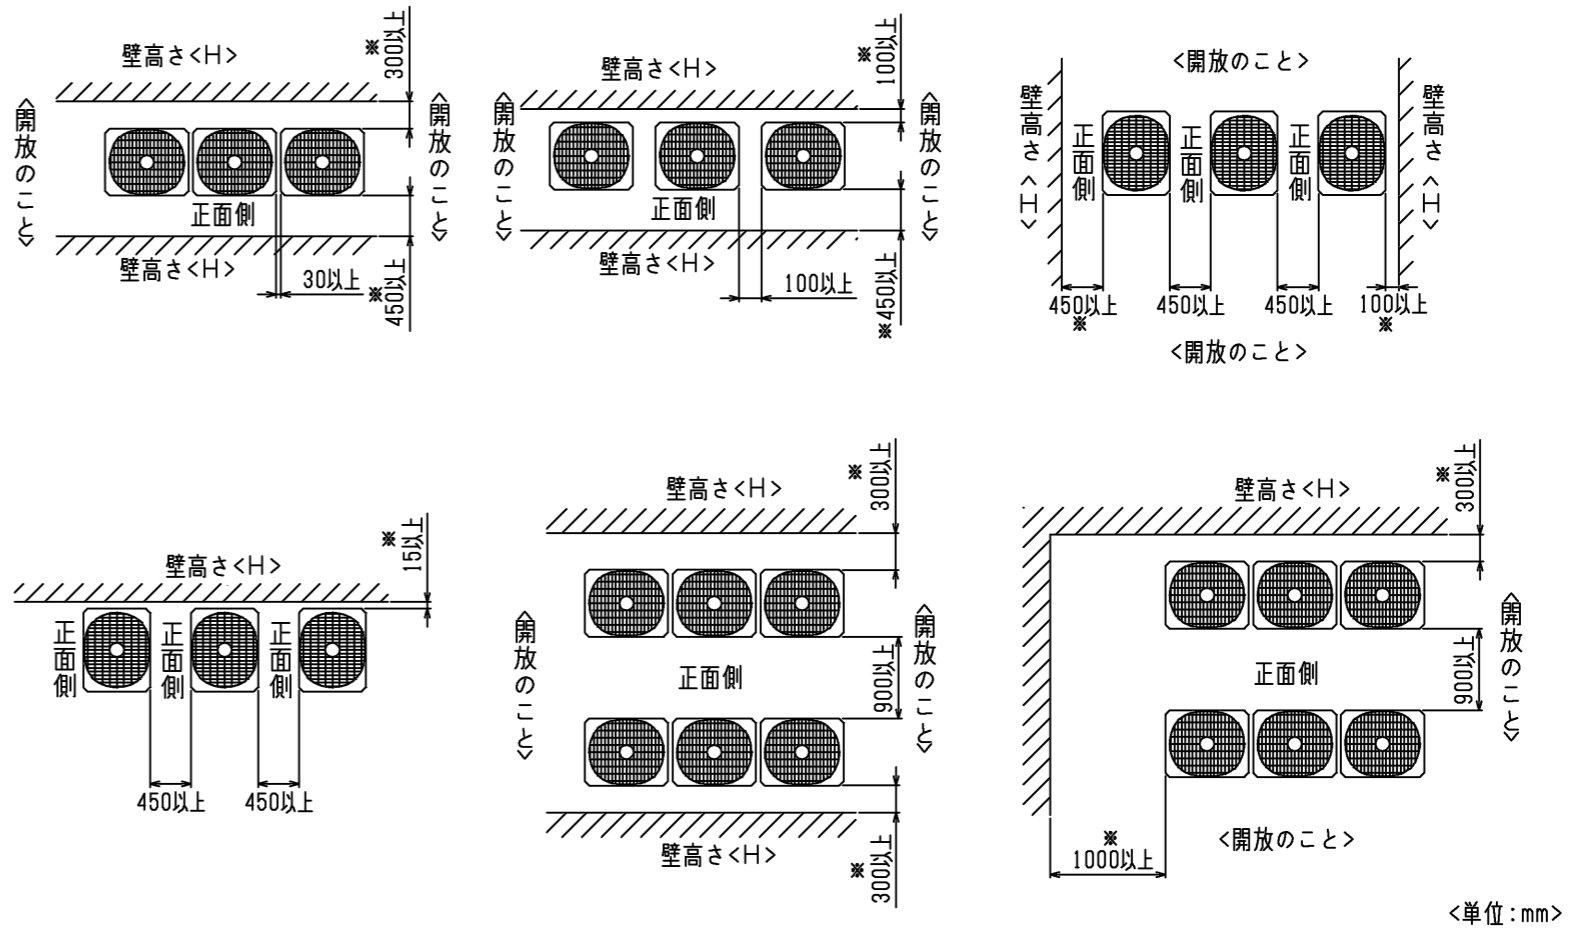 壁高さ<H>
※
300以上
<開放のこと>
<開放のこと>
正面側
壁高さ<H>
30以上
※
450以上
壁高さ<H>
※
100以上
<開放のこと>
<開放のこと>
正面側
壁高さ<H>
100以上
※450以上
<開放のこと>
壁高さ<H>
正面側
正面側
正面側
壁高さ<H>
450以上
※
450以上
450以上
100以上
※
<開放のこと>
壁高さ<H>
※
15以上
正面側
正面側
正面側
450以上
450以上
壁高さ<H>
※
300以上
<開放のこと>
正面側
900以上
<開放のこと>
壁高さ<H>
※
300以上
壁高さ<H>
※
300以上
正面側
900以上
<開放のこと>
※
1000以上
<開放のこと>
<単位:mm>